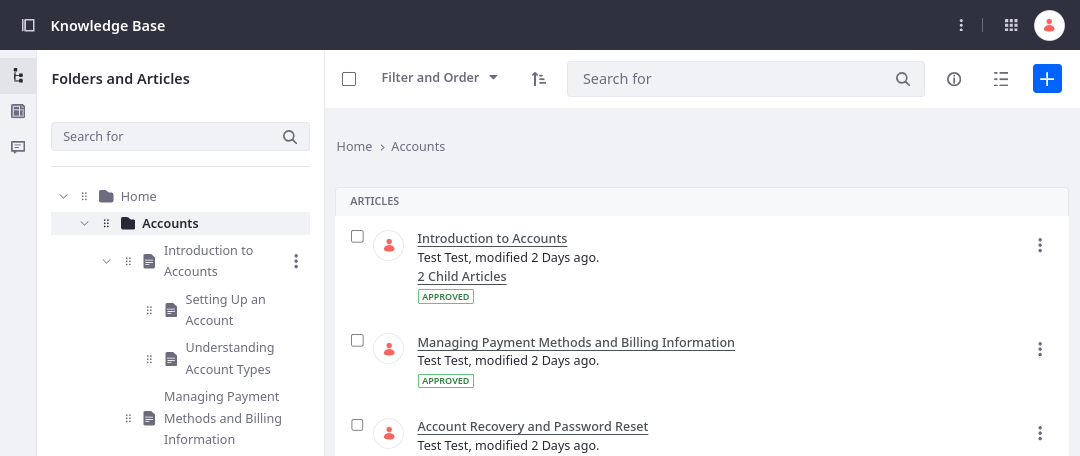 Knowledge Base
Folders and Articles
Search for
Home
Accounts
Introduction to
Accounts
Setting Up an
Account
Understanding
Account Types
Managing Payment
Methods and Billing
Information
Filter and Order
Search for
Home > Accounts
ARTICLES
Introduction to Accounts
Test Test, modified 2 Days ago.
2 Child Articles
APPROVED
Managing Payment Methods and Billing Information
Test Test, modified 2 Days ago.
APPROVED
Account Recovery and Password Reset
Test Test, modified 2 Days ago.